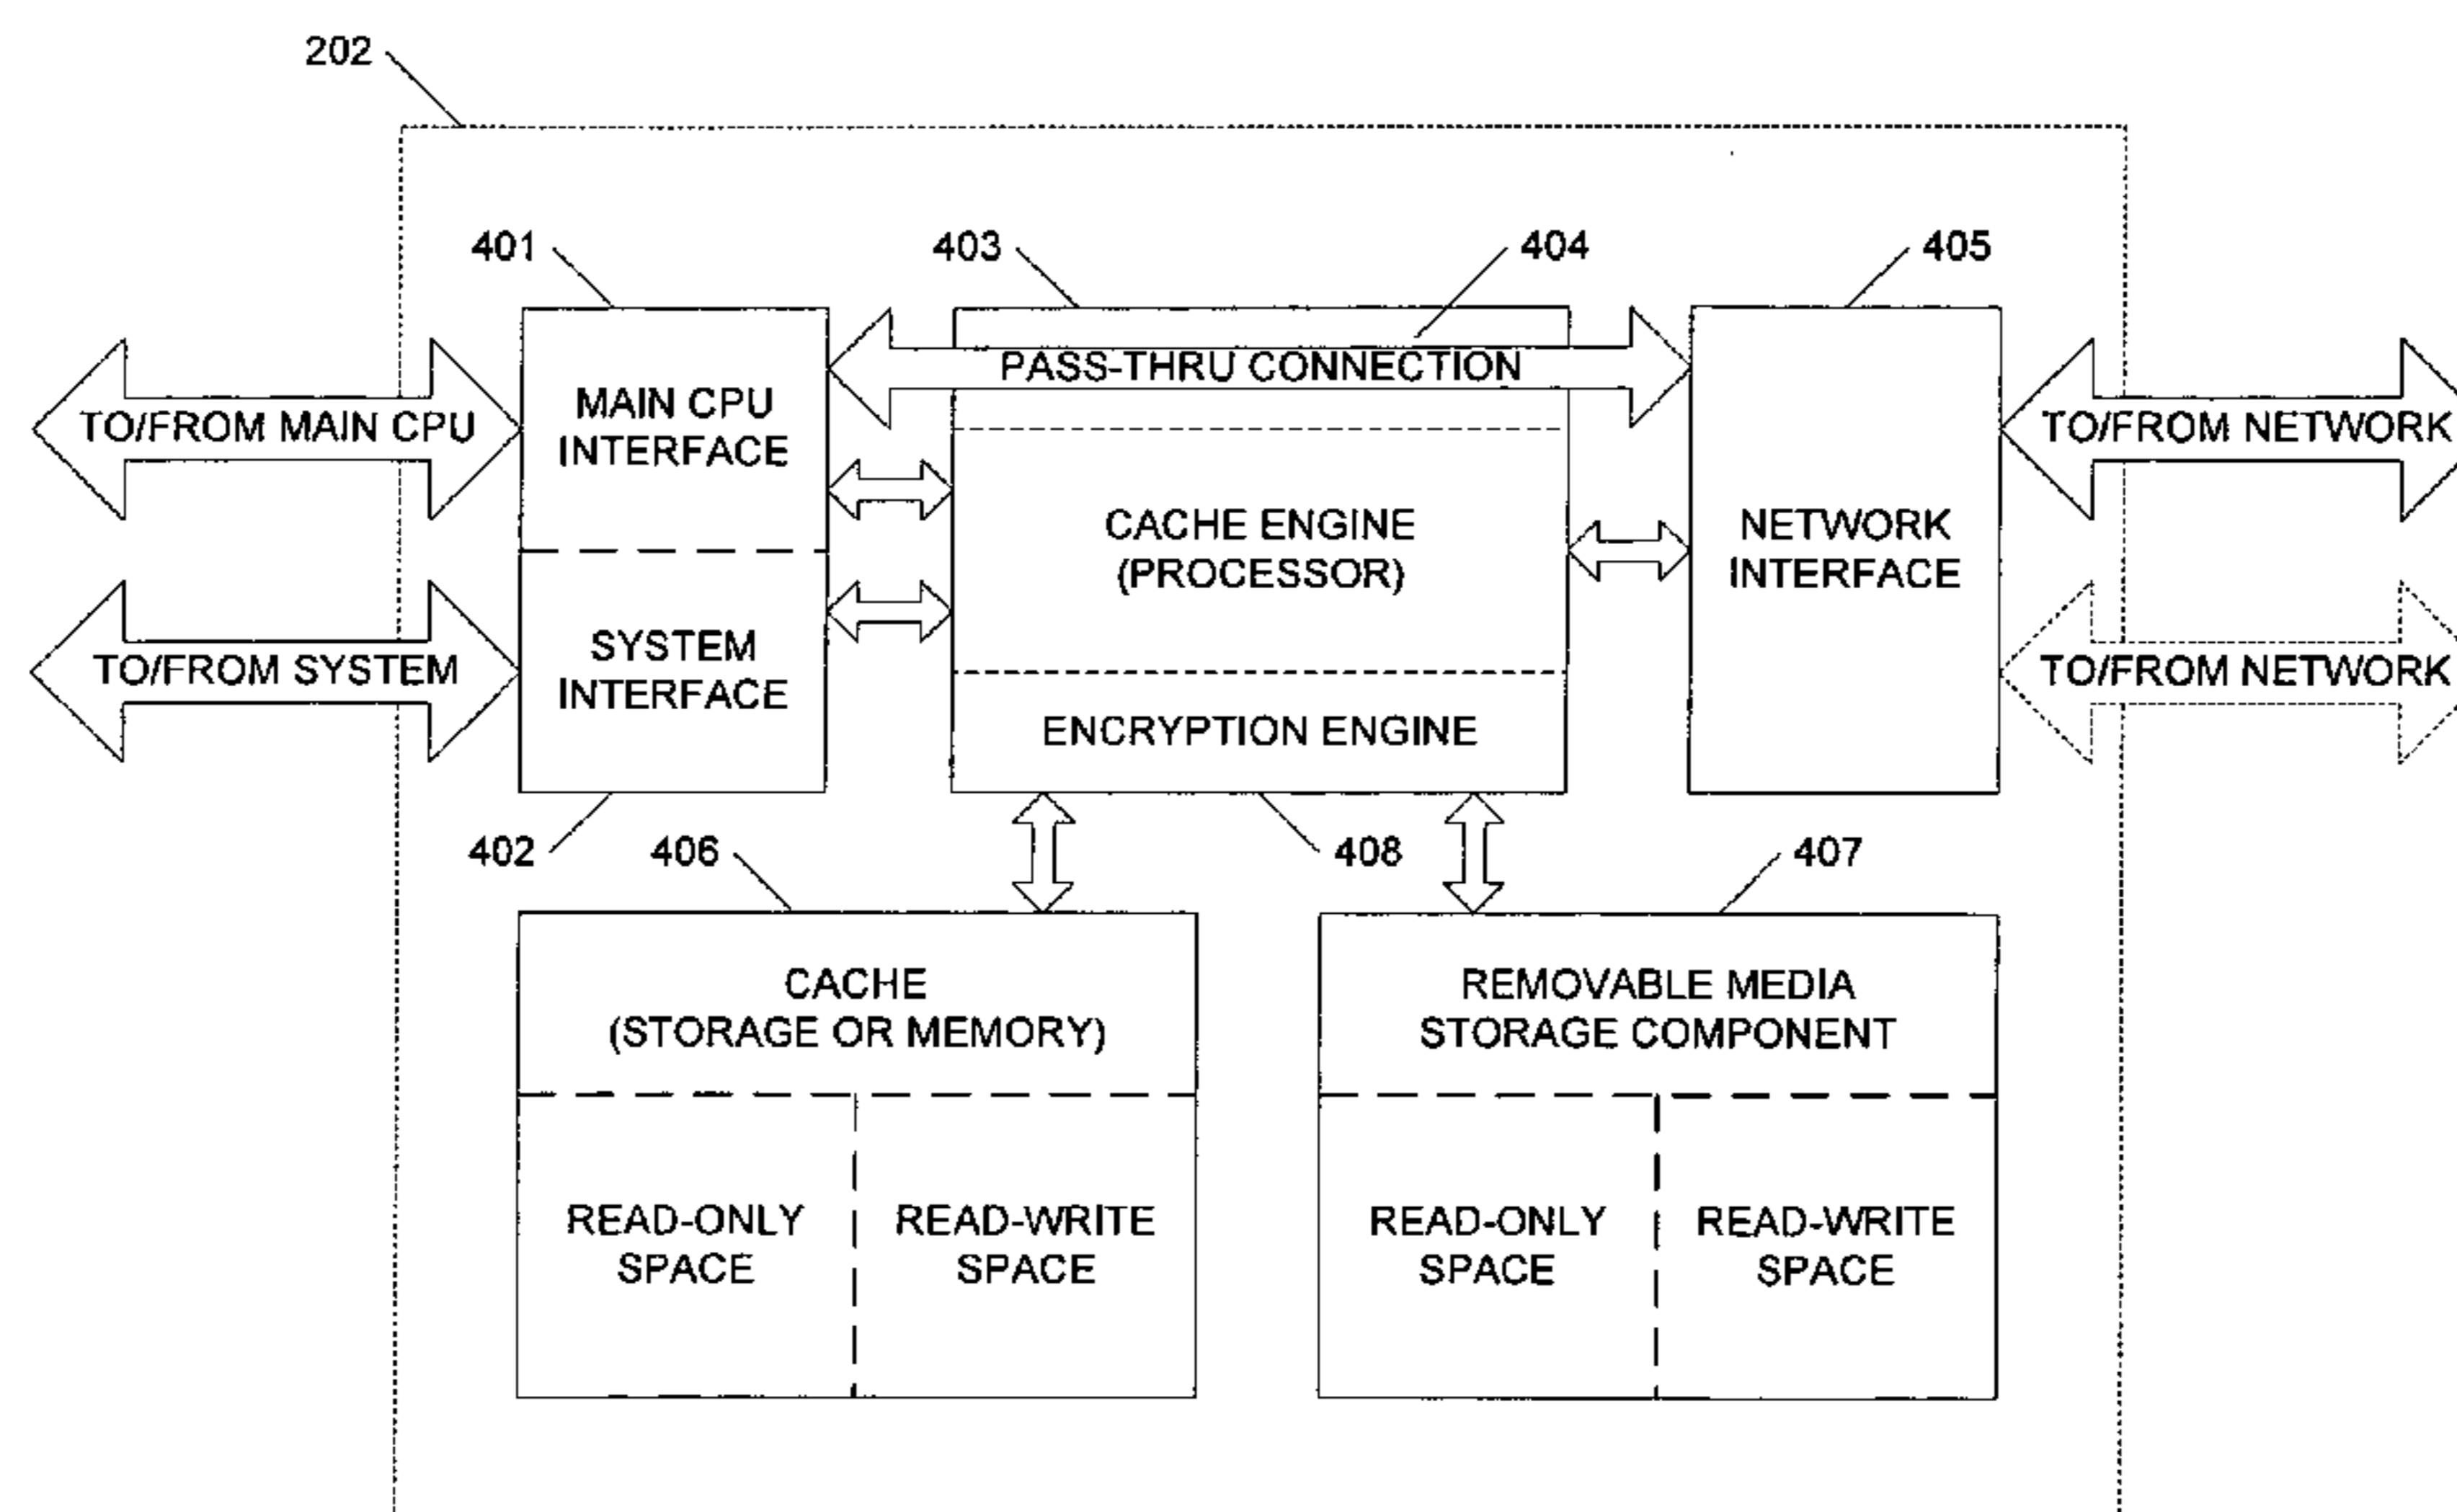 202
401
403
404
405
PASS-THRU CONNECTION
TO/FROM MAIN CPU
MAIN CPU
INTERFACE
TO/FROM NETWORK
CACHE ENGINE
(PROCESSOR)
NETWORK
INTERFACE
TO/FROM SYSTEM
SYSTEM
INTERFACE
TO/FROM NETWORK
ENCRYPTION ENGINE
402
406
408
407
CACHE
(STORAGE OR MEMORY)
REMOVABLE MEDIA
STORAGE COMPONENT
READ-ONLY
SPACE
READ-WRITE
SPACE
READ-ONLY
SPACE
READ-WRITE
SPACE